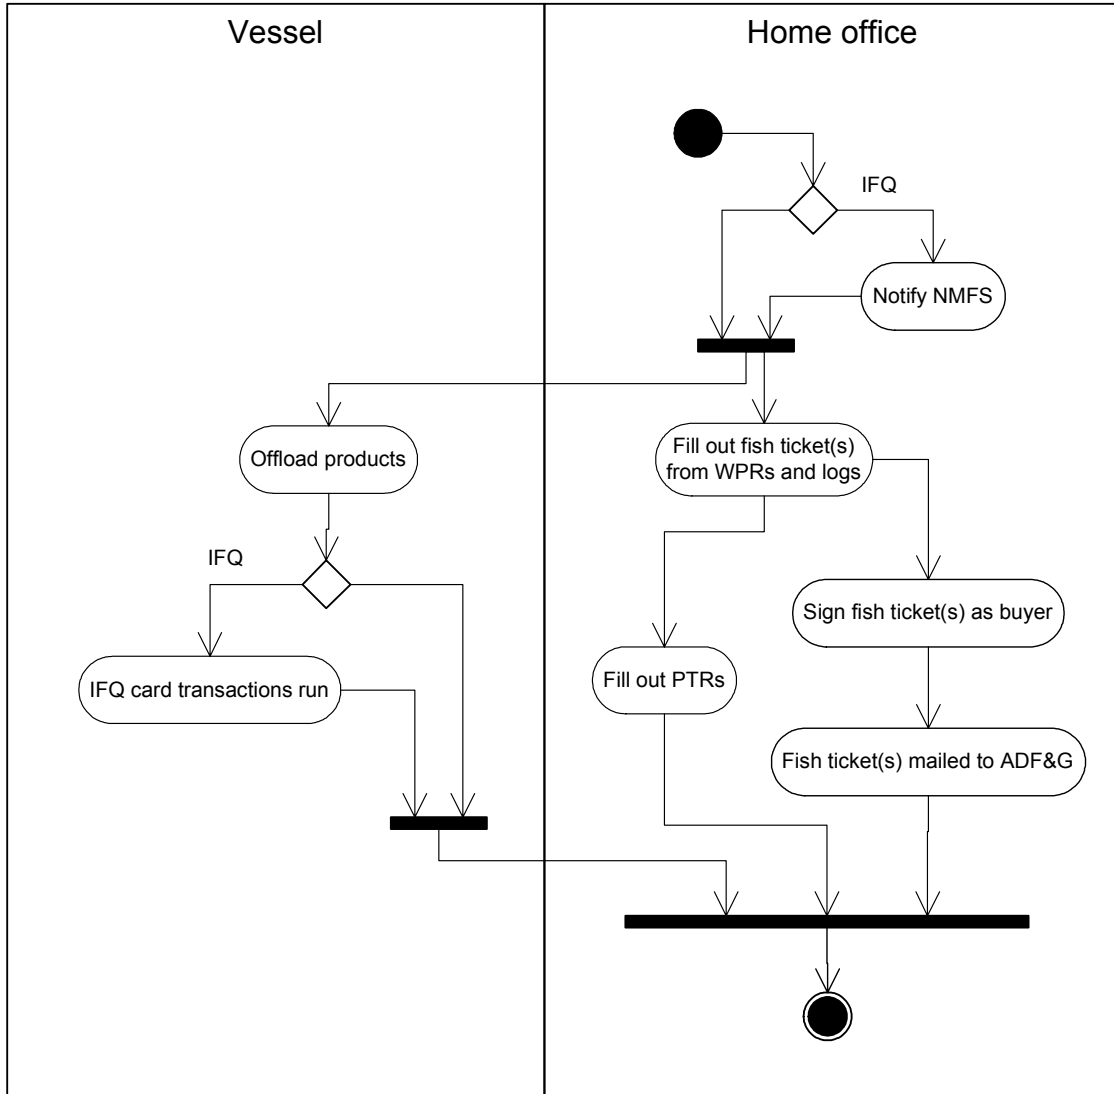 Vessel
Home office
IFQ
Notify NMFS
Offload products
Fill out fish ticket(s)
from WPRs and logs
IFQ
Sign fish ticket(s) as buyer
IFQ card transactions run
Fill out PTRs
Fish ticket(s) mailed to ADF&G